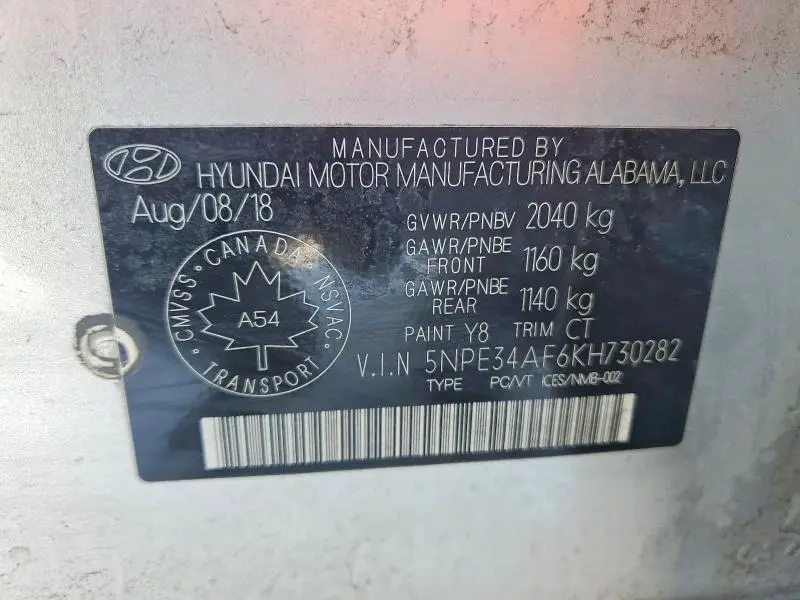 MANUFACTURED BY
HYUNDAI MOTOR MANUFACTURING ALABAMA, LLC
Aug/08/18
GVWR/PNBV 2040 kg
GAWR/PNBE
FRONT 1160 kg
GAWR/PNBE
REAR 1140 kg
PAINT Y8 TRIM CT
V.I.N 5NPE34AF6KH730282
TYPE PC/VT ICES/NMB-002
CMVSS · CANADA · NSVAC ·
A54
TRANSPORT